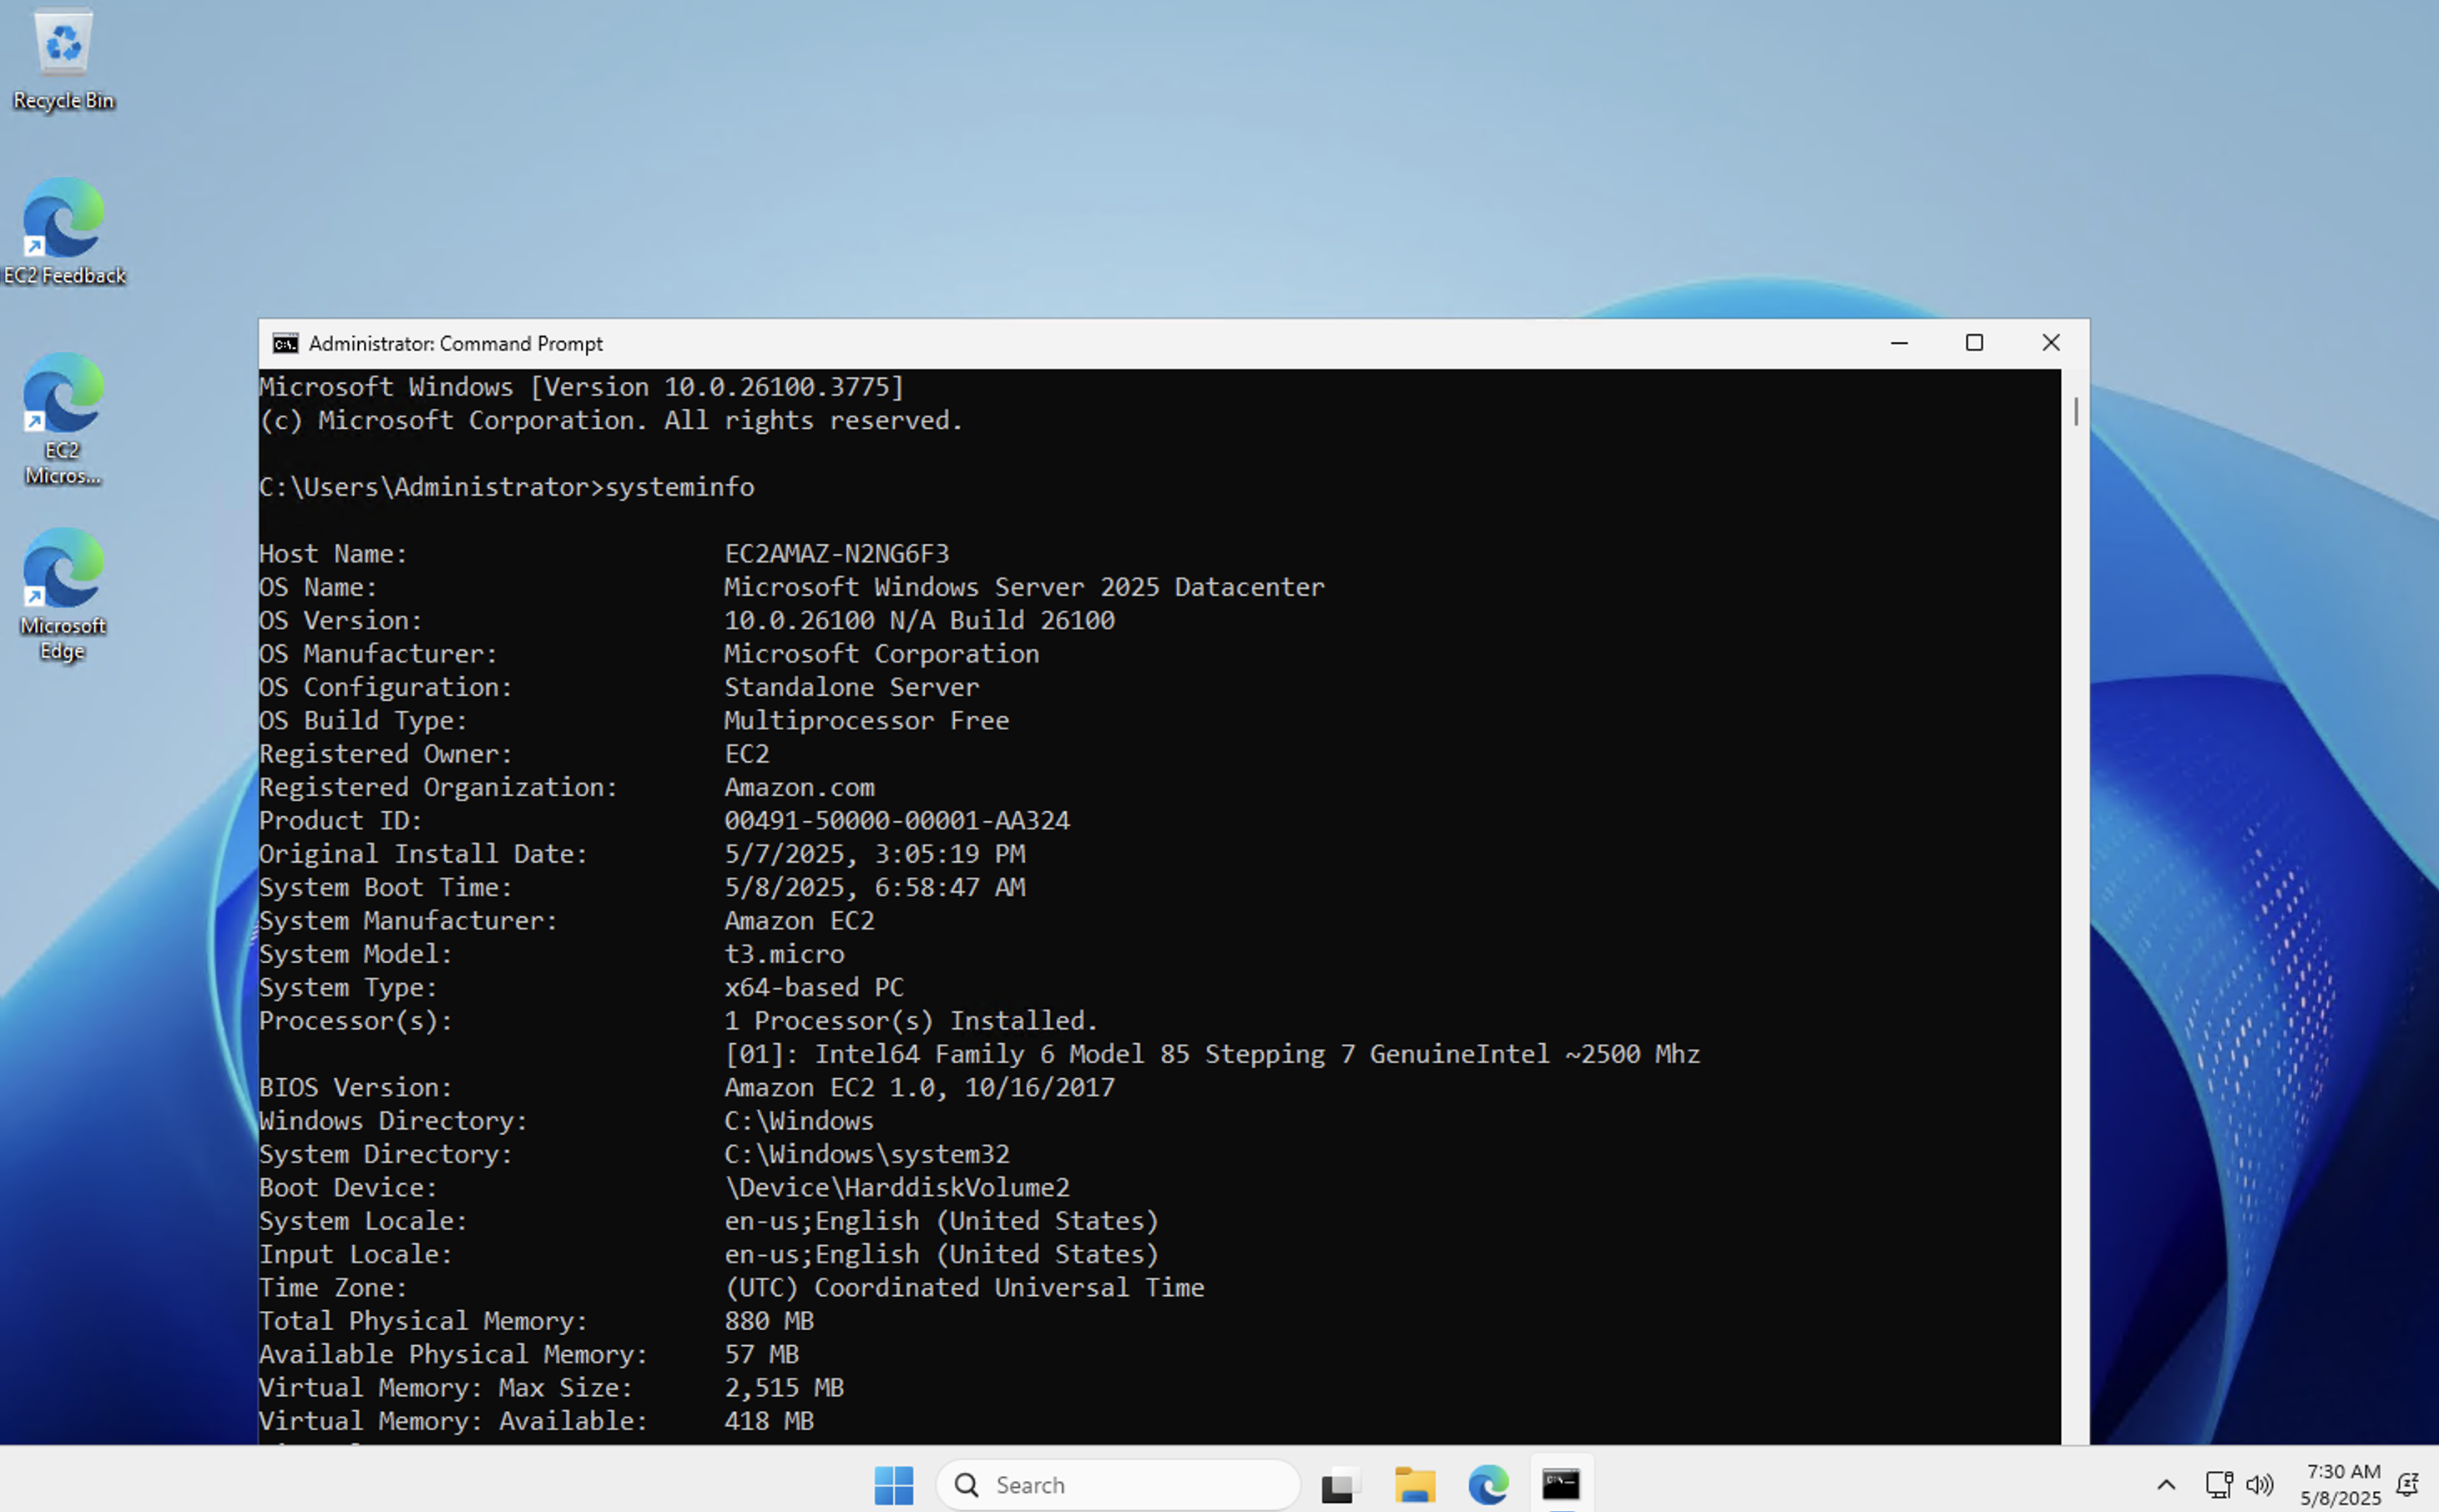 Recycle Bin
EC2 Feedback
EC2
Micros...
Microsoft
Edge
Administrator: Command Prompt
Microsoft Windows [Version 10.0.26100.3775]
(c) Microsoft Corporation. All rights reserved.
C:\Users\Administrator>systeminfo
Host Name: EC2AMAZ-N2NG6F3
OS Name: Microsoft Windows Server 2025 Datacenter
OS Version: 10.0.26100 N/A Build 26100
OS Manufacturer: Microsoft Corporation
OS Configuration: Standalone Server
OS Build Type: Multiprocessor Free
Registered Owner: EC2
Registered Organization: Amazon.com
Product ID: 00491-50000-00001-AA324
Original Install Date: 5/7/2025, 3:05:19 PM
System Boot Time: 5/8/2025, 6:58:47 AM
System Manufacturer: Amazon EC2
System Model: t3.micro
System Type: x64-based PC
Processor(s): 1 Processor(s) Installed.
[01]: Intel64 Family 6 Model 85 Stepping 7 GenuineIntel ~2500 Mhz
BIOS Version: Amazon EC2 1.0, 10/16/2017
Windows Directory: C:\Windows
System Directory: C:\Windows\system32
Boot Device: \Device\HarddiskVolume2
System Locale: en-us;English (United States)
Input Locale: en-us;English (United States)
Time Zone: (UTC) Coordinated Universal Time
Total Physical Memory: 880 MB
Available Physical Memory: 57 MB
Virtual Memory: Max Size: 2,515 MB
Virtual Memory: Available: 418 MB
Search
7:30 AM
5/8/2025